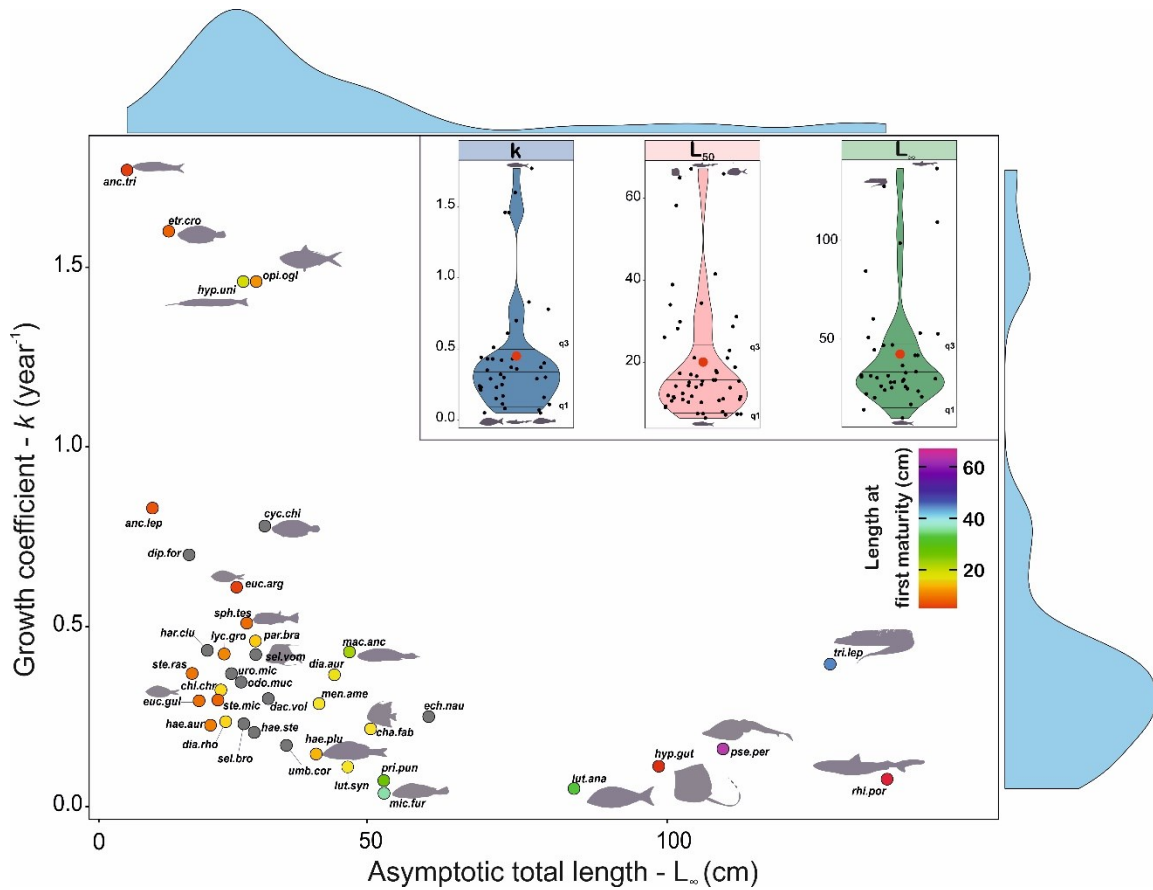 k
L50
L∞
1.5
1.0
0.5
0.0
q3
q1
60
40
20
q3
q1
100
50
q3
q1
anc.tri
etr.cro
opi.ogl
hyp.uni
1.5
1.0
0.5
0.0
Growth coefficient - k (year-1)
anc.lep
cyc.chi
dip.for
euc.arg
sph.tes
har.clu
lyc.gro
par.bra
sel.vom
mac.anc
dia.aur
ste.ras
uro.mic
chl.chr
odo.muc
euc.gul
ste.mic
dac.vol
men.ame
ech.nau
hae.aur
dia.rho
hae.ste
hae.plu
cha.fab
sel.bro
umb.cor
lut.syn
pri.pun
mic.fur
lut.ana
hyp.gut
pse.per
tri.lep
rhi.por
Length at
first maturity (cm)
60
40
20
0
50
100
Asymptotic total length - L∞ (cm)